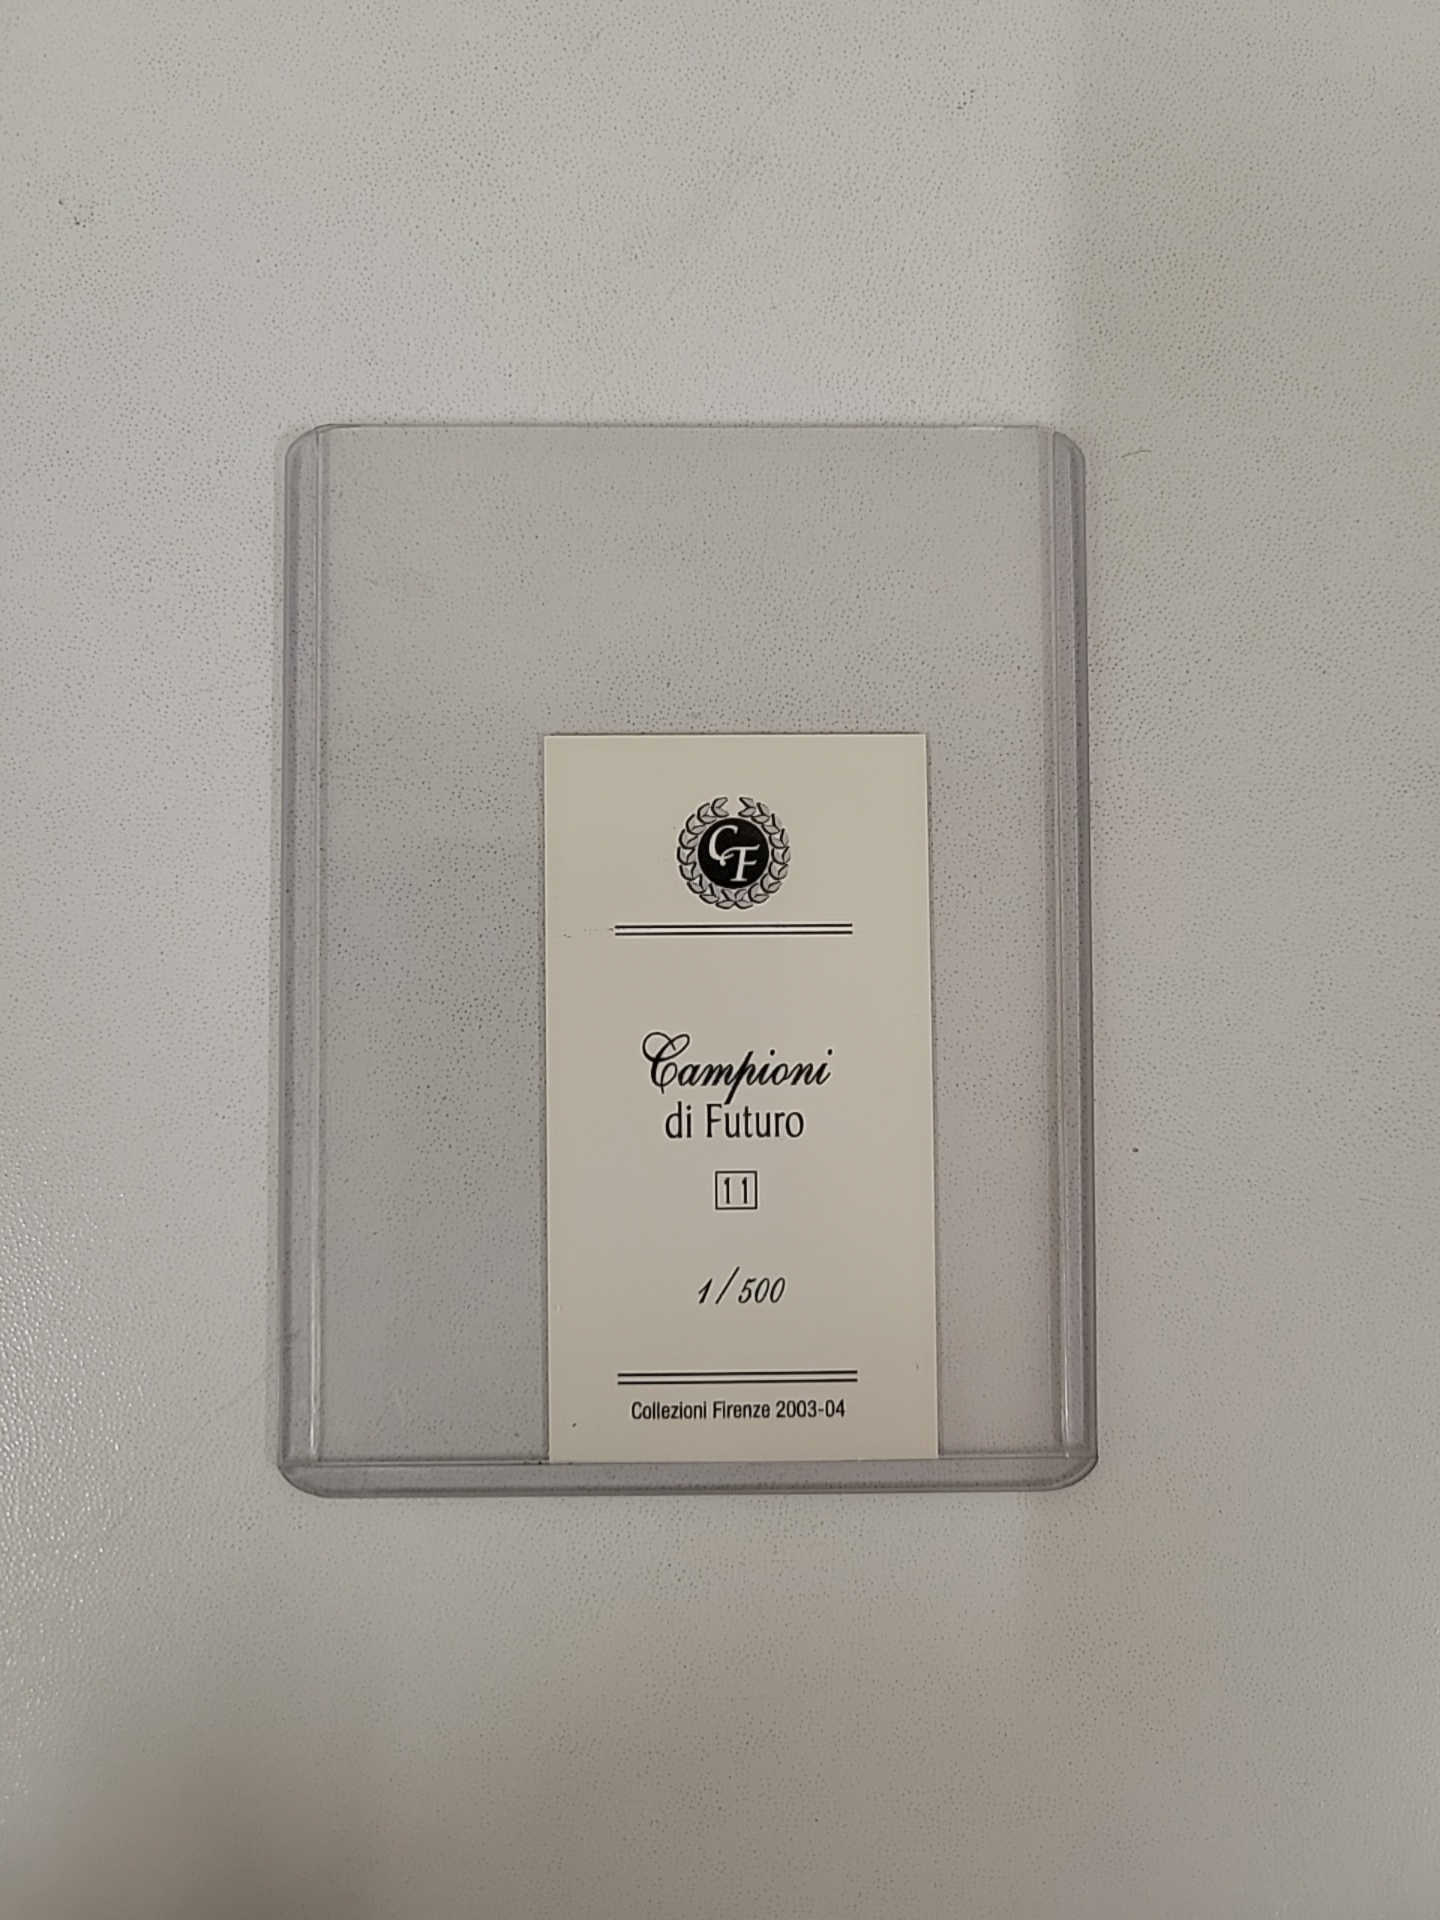 CF
Campioni
di Futuro
11
1/500
Collezioni Firenze 2003-04